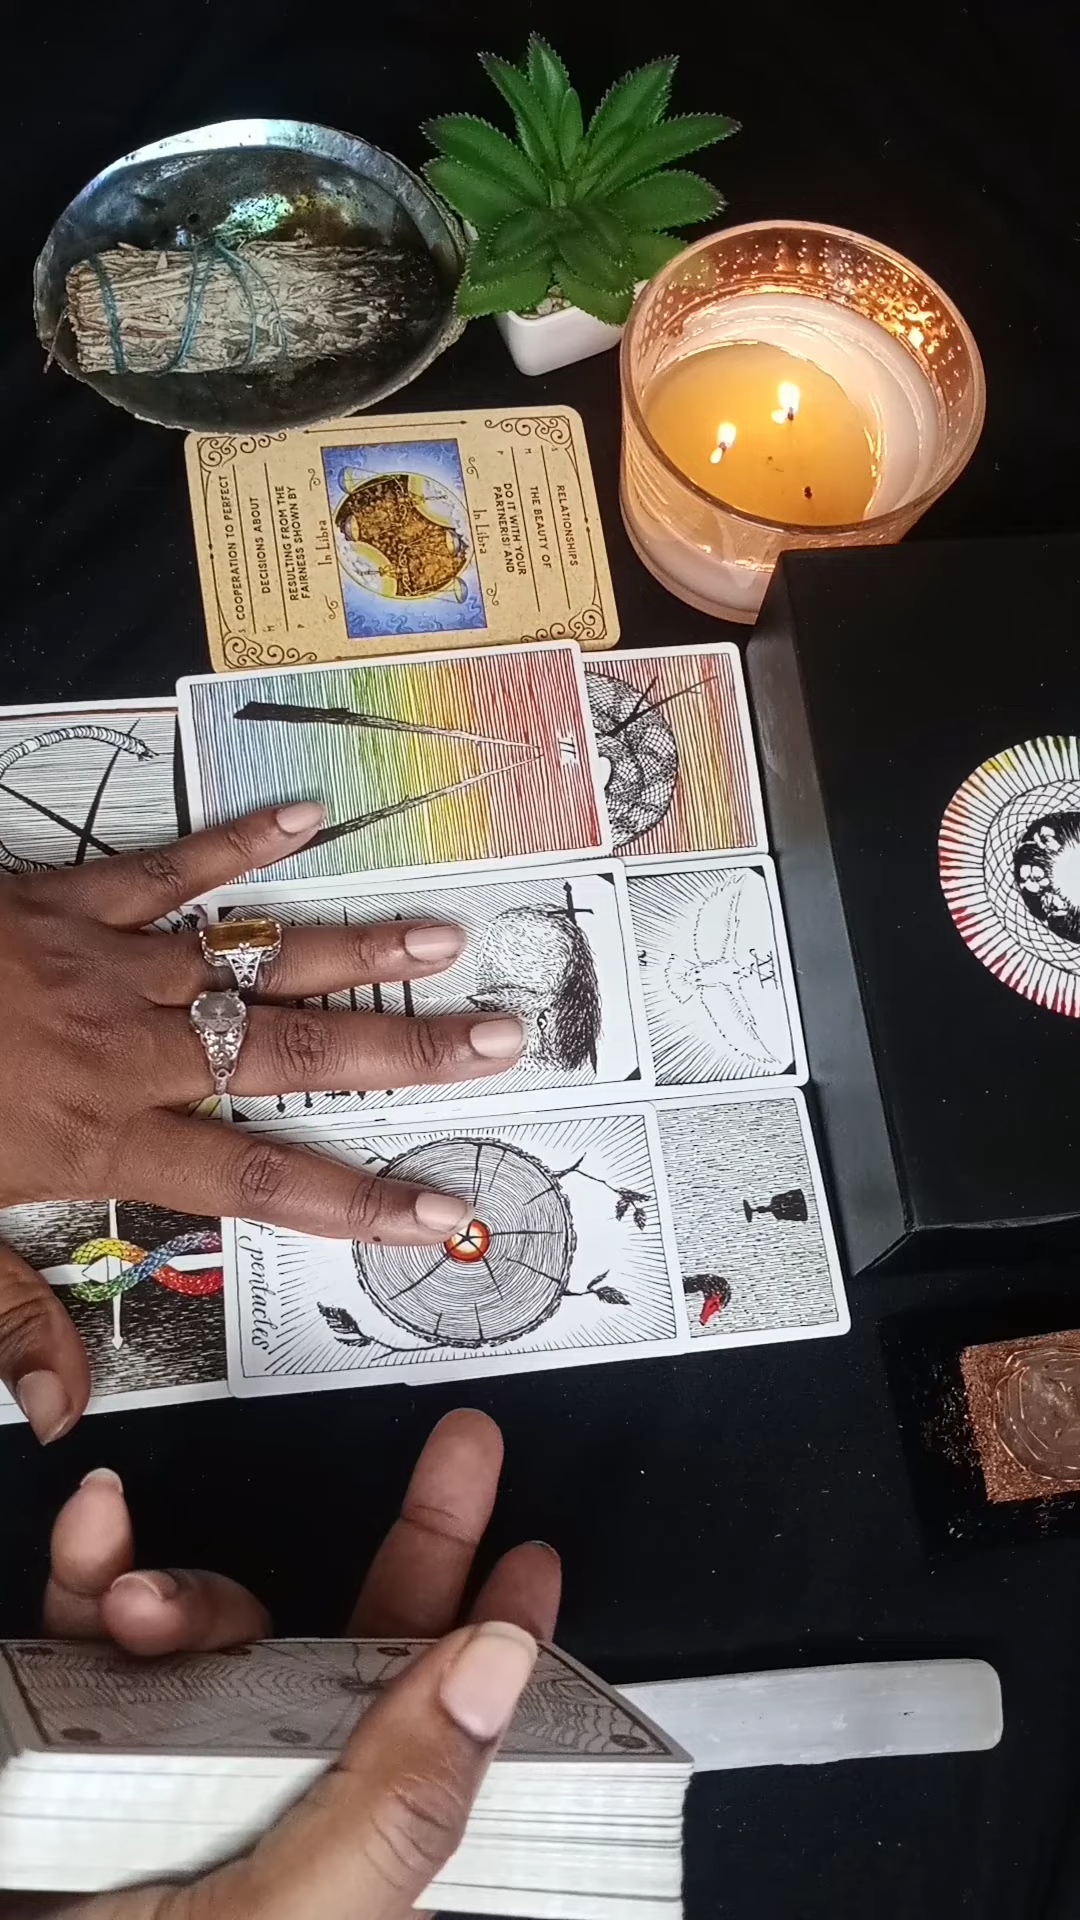 In Libra
S COOPERATION TO PERFECT
H DECISIONS ABOUT
P RESULTING FROM THE
FAIRNESS SHOWN BY
In Libra
S RELATIONSHIPS
H THE BEAUTY OF
P DO IT WITH YOUR
PARTNER(S) AND
II
XX
of pentacles